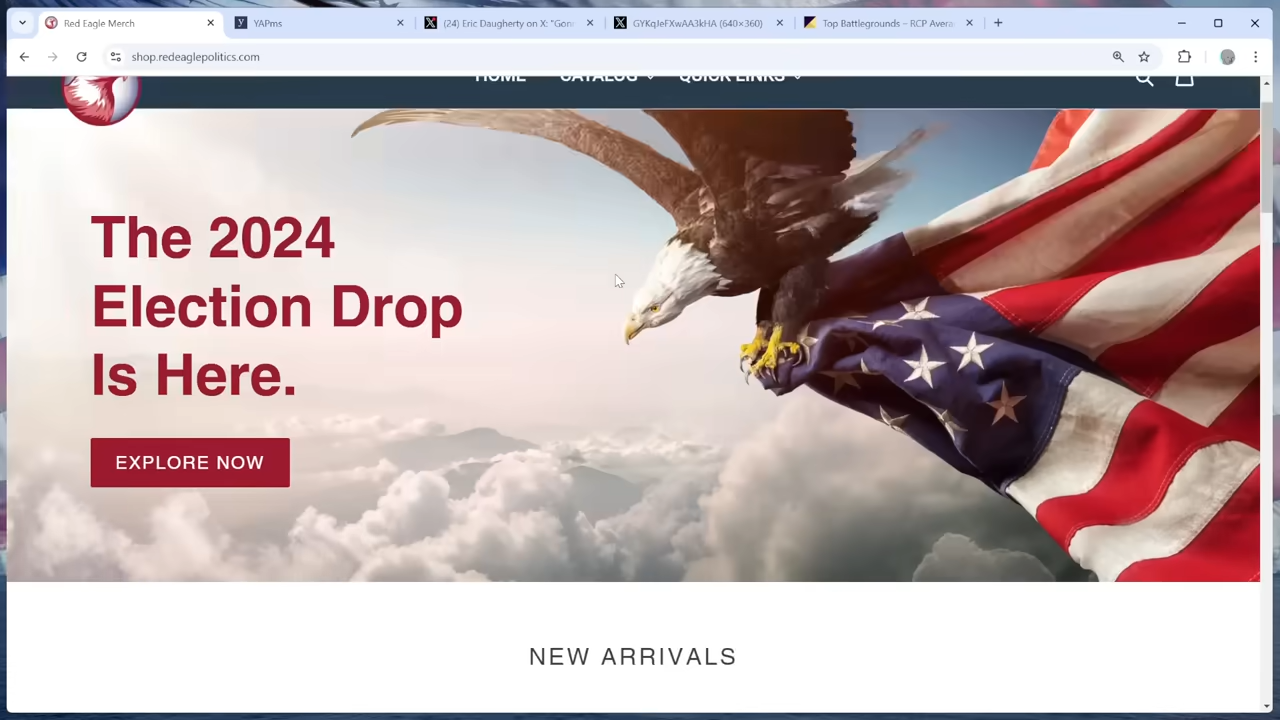 Red Eagle Merch
YAPms
(24) Eric Daugherty on X: "Gon
GYKqJeFXwAA3kHA (640×360)
Top Battlegrounds – RCP Avera
shop.redeaglepolitics.com
HOME
CATALOG
QUICK LINKS
The 2024
Election Drop
Is Here.
EXPLORE NOW
NEW ARRIVALS